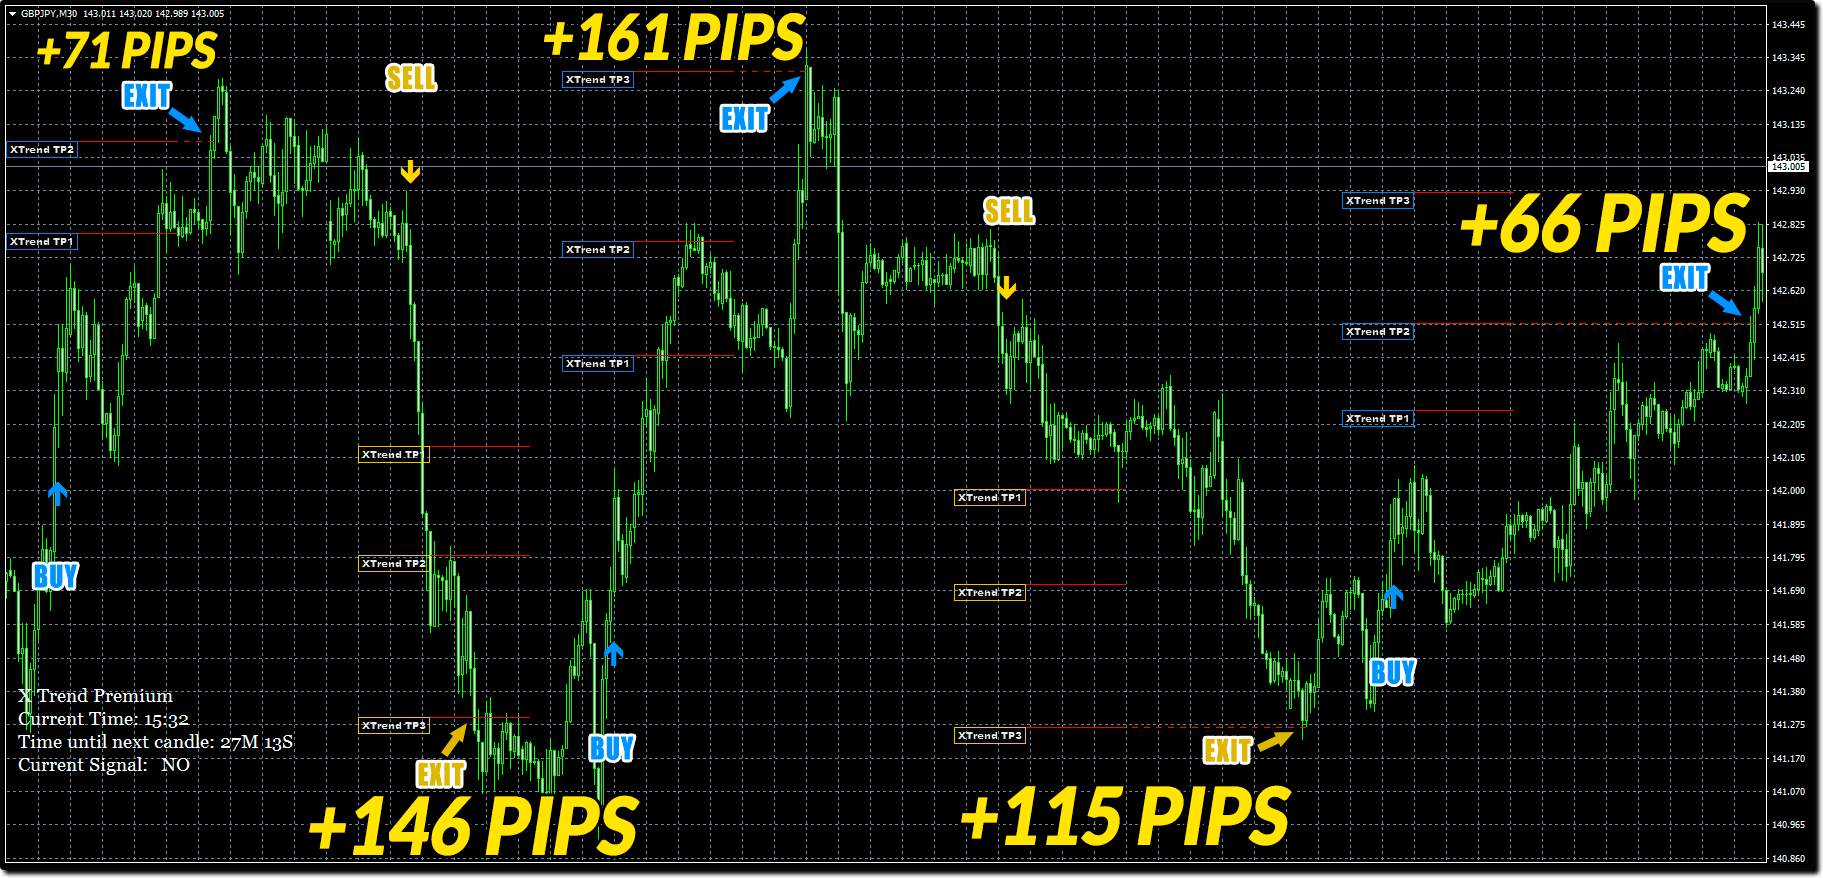 GBPJPY,M30 143.011 143.020 142.989 143.005
+71 PIPS
EXIT
SELL
+161 PIPS
XTrend TP3
EXIT
XTrend TP2
XTrend TP1
BUY
XTrend TP1
XTrend TP2
XTrend TP3
EXIT
+146 PIPS
XTrend TP2
XTrend TP1
BUY
SELL
XTrend TP1
XTrend TP2
XTrend TP3
EXIT
+115 PIPS
XTrend TP3
+66 PIPS
EXIT
XTrend TP2
XTrend TP1
BUY
X Trend Premium
Current Time: 15:32
Time until next candle: 27M 13S
Current Signal: NO
143.445
143.345
143.240
143.135
143.035
143.005
142.930
142.825
142.725
142.620
142.515
142.415
142.310
142.205
142.105
142.000
141.895
141.795
141.690
141.585
141.480
141.380
141.275
141.170
141.070
140.965
140.860